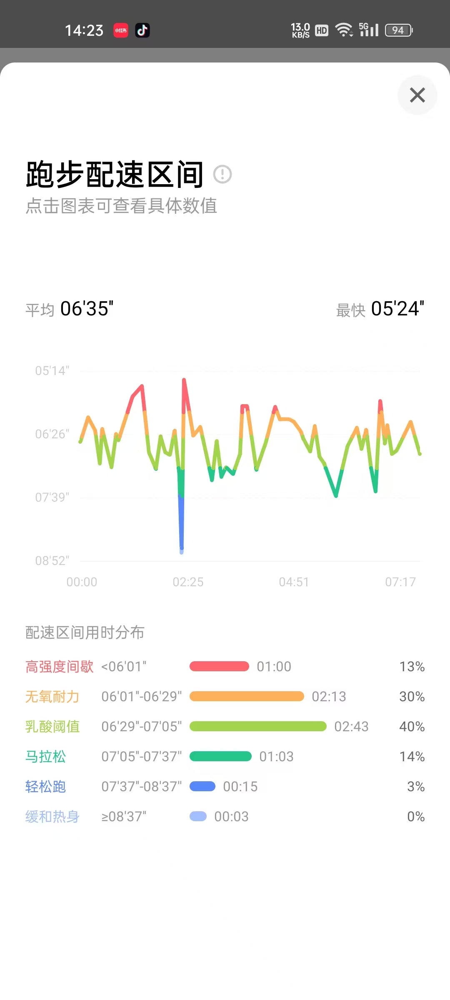 14:23 小红书 13.0 KB/S HD 5G 94
跑步配速区间
点击图表可查看具体数值
平均 06'35" 最快 05'24"
05'14"
06'26"
07'39"
08'52"
00:00 02:25 04:51 07:17
配速区间用时分布
高强度间歇 <06'01" 01:00 13%
无氧耐力 06'01"-06'29" 02:13 30%
乳酸阈值 06'29"-07'05" 02:43 40%
马拉松 07'05"-07'37" 01:03 14%
轻松跑 07'37"-08'37" 00:15 3%
缓和热身 ≥08'37" 00:03 0%